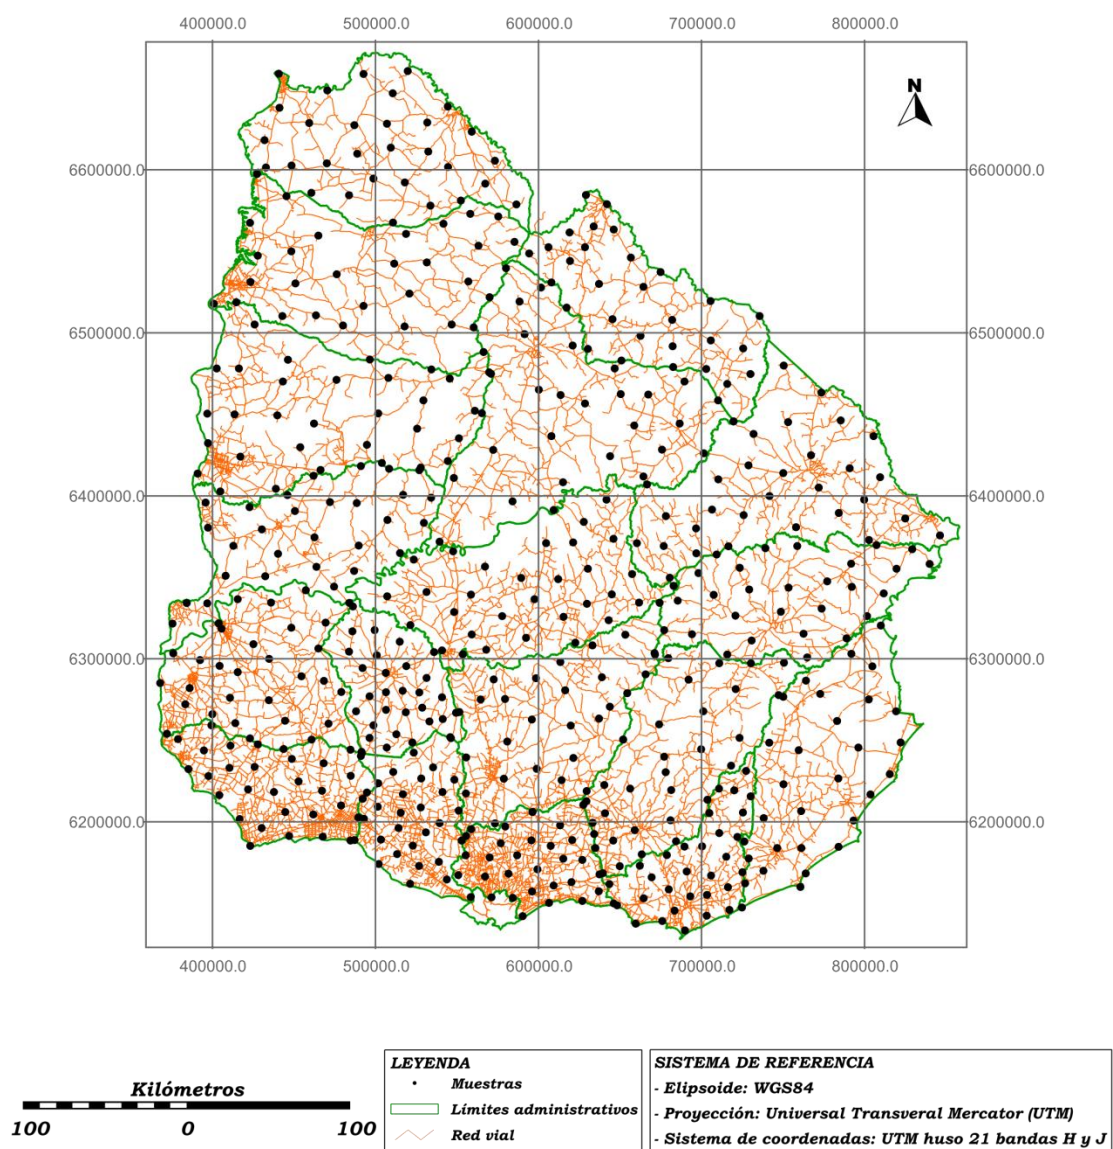 400000.0 500000.0 600000.0 700000.0 800000.0
N
6600000.0 6600000.0
6500000.0 6500000.0
6400000.0 6400000.0
6300000.0 6300000.0
6200000.0 6200000.0
400000.0 500000.0 600000.0 700000.0 800000.0
Kilómetros
100 0 100
LEYENDA
Muestras
Límites administrativos
Red vial
SISTEMA DE REFERENCIA
- Elipsoide: WGS84
- Proyección: Universal Transveral Mercator (UTM)
- Sistema de coordenadas: UTM huso 21 bandas H y J